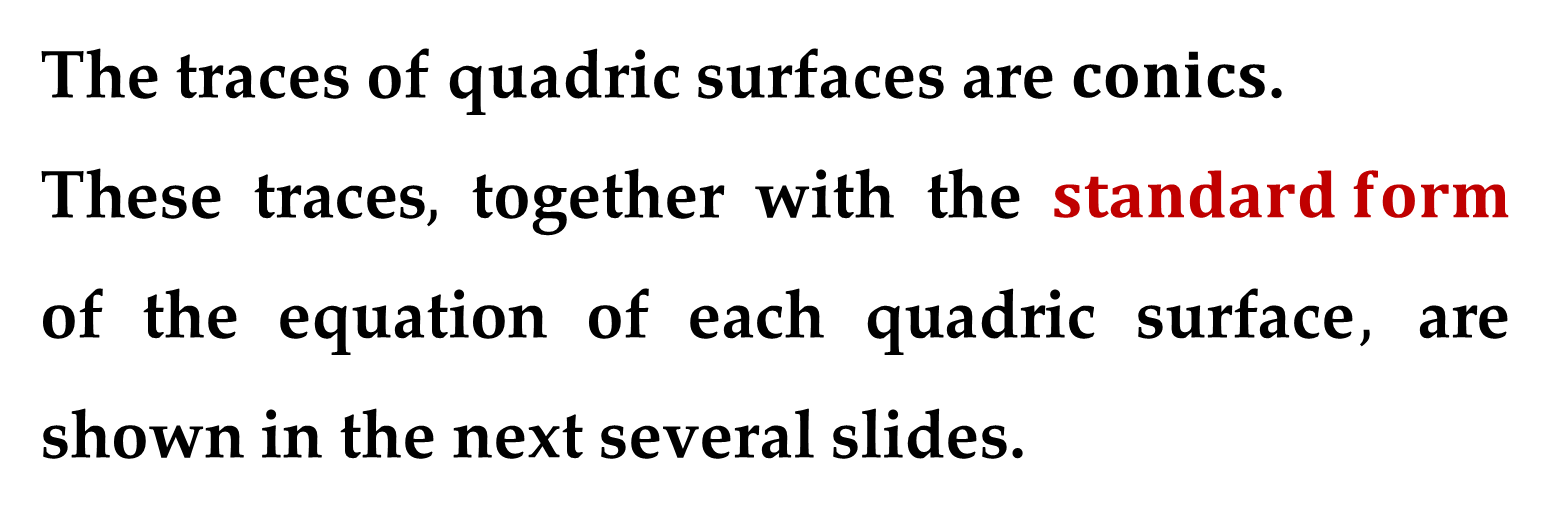 The traces of quadric surfaces are conics.
These traces, together with the standard form
of the equation of each quadric surface, are
shown in the next several slides.